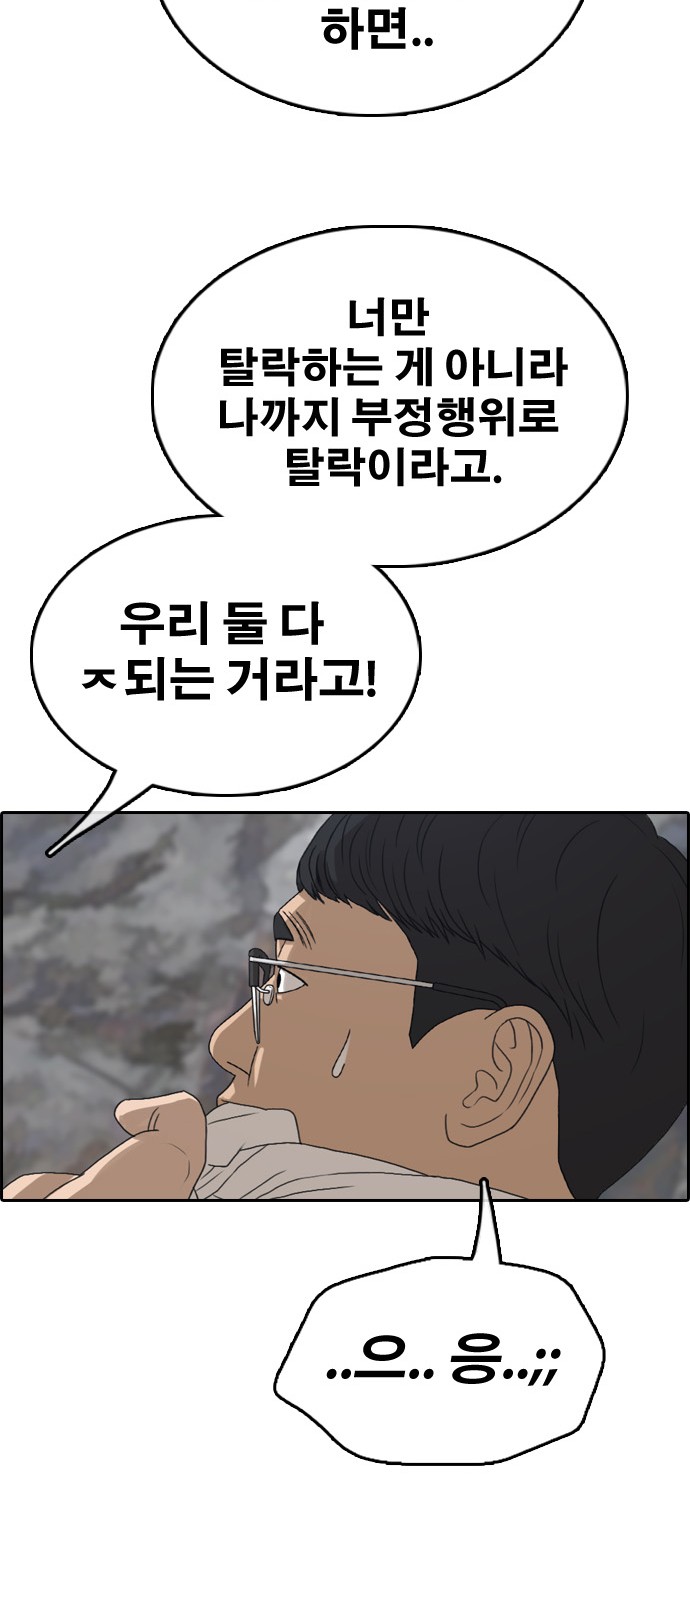 하면..
너만
탈락하는 게 아니라
나까지 부정행위로
탈락이라고.
우리 둘 다
ㅈ되는 거라고!
..으.. 응..;;